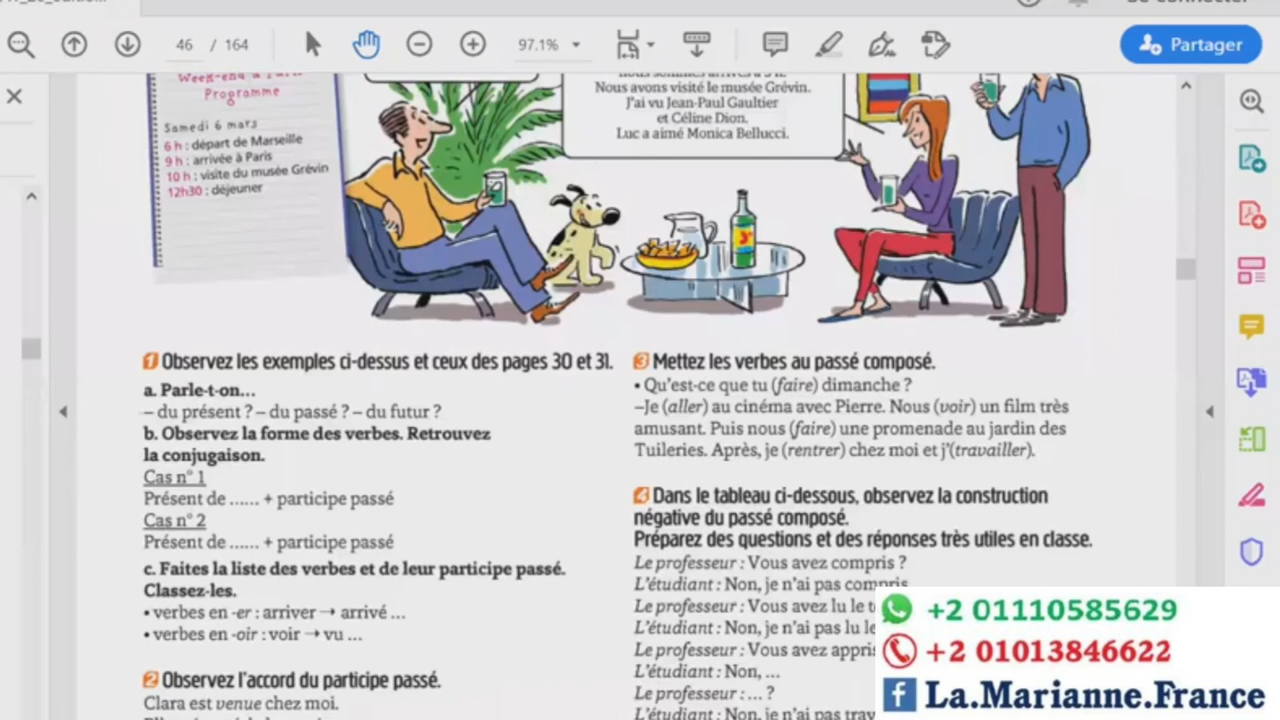 46 / 164
97.1%
Partager
Week-end à Paris
Programme
Samedi 6 mars
6 h : départ de Marseille
9 h : arrivée à Paris
10 h : visite du musée Grévin
12h30 : déjeuner
Nous avons visité le musée Grévin.
J'ai vu Jean-Paul Gaultier
et Céline Dion.
Luc a aimé Monica Bellucci.
1 Observez les exemples ci-dessus et ceux des pages 30 et 31.
a. Parle-t-on...
– du présent ? – du passé ? – du futur ?
b. Observez la forme des verbes. Retrouvez
la conjugaison.
Cas n° 1
Présent de ...... + participe passé
Cas n° 2
Présent de ...... + participe passé
c. Faites la liste des verbes et de leur participe passé.
Classez-les.
• verbes en -er : arriver → arrivé ...
• verbes en -oir : voir → vu ...
2 Observez l'accord du participe passé.
Clara est venue chez moi.
3 Mettez les verbes au passé composé.
• Qu'est-ce que tu (faire) dimanche ?
–Je (aller) au cinéma avec Pierre. Nous (voir) un film très
amusant. Puis nous (faire) une promenade au jardin des
Tuileries. Après, je (rentrer) chez moi et j'(travailler).
4 Dans le tableau ci-dessous, observez la construction
négative du passé composé.
Préparez des questions et des réponses très utiles en classe.
Le professeur : Vous avez compris ?
L'étudiant : Non, je n'ai pas compris
Le professeur : Vous avez lu le
L'étudiant : Non, je n'ai pas lu le
Le professeur : Vous avez appris
L'étudiant : Non, ...
Le professeur : ... ?
L'étudiant : Non, je n'ai pas
+2 01110585629
+2 01013846622
La.Marianne.France